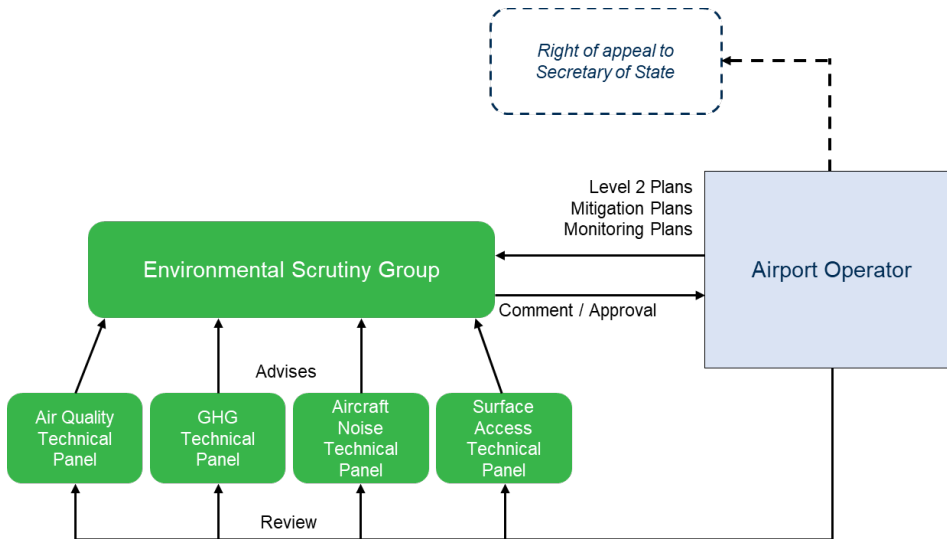 Right of appeal to
Secretary of State
Level 2 Plans
Mitigation Plans
Monitoring Plans
Environmental Scrutiny Group
Airport Operator
Comment / Approval
Advises
Air Quality
Technical
Panel
GHG
Technical
Panel
Aircraft
Noise
Technical
Panel
Surface
Access
Technical
Panel
Review